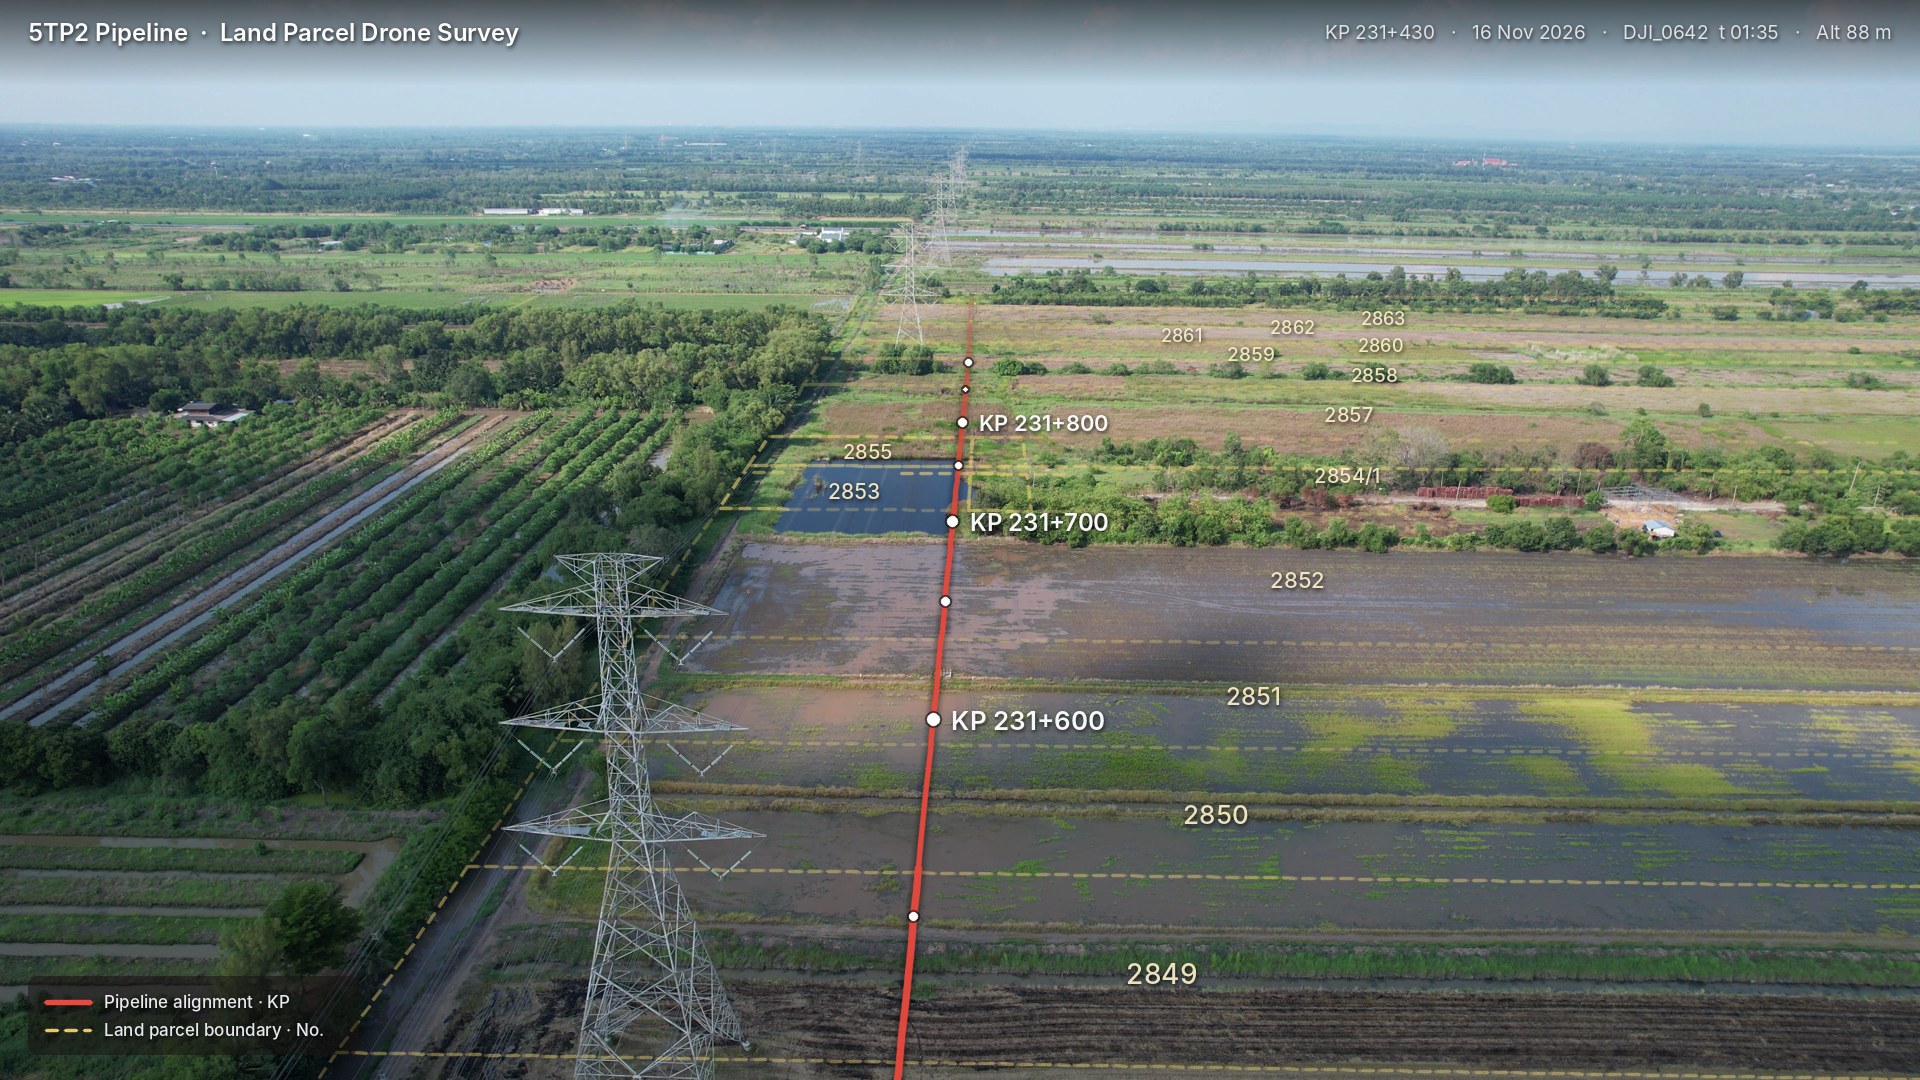 5TP2 Pipeline · Land Parcel Drone Survey
KP 231+430 · 16 Nov 2026 · DJI_0642 t 01:35 · Alt 88 m
2863
2862
2861
2860
2859
2858
2857
KP 231+800
2855
2854/1
2853
KP 231+700
2852
2851
KP 231+600
2850
2849
Pipeline alignment · KP
Land parcel boundary · No.